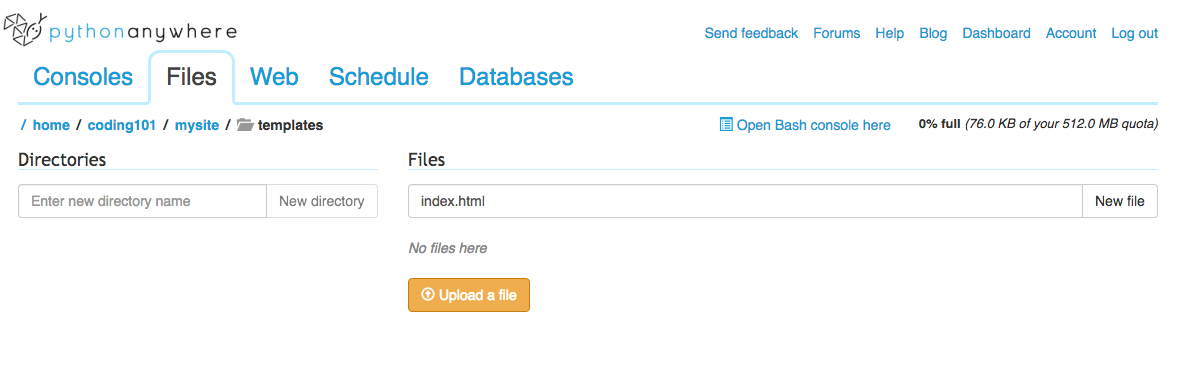 pythonanywhere
Send feedback Forums Help Blog Dashboard Account Log out
Consoles Files Web Schedule Databases
/ home / coding101 / mysite / templates
Open Bash console here 0% full (76.0 KB of your 512.0 MB quota)
Directories
Files
Enter new directory name New directory
index.html New file
No files here
Upload a file